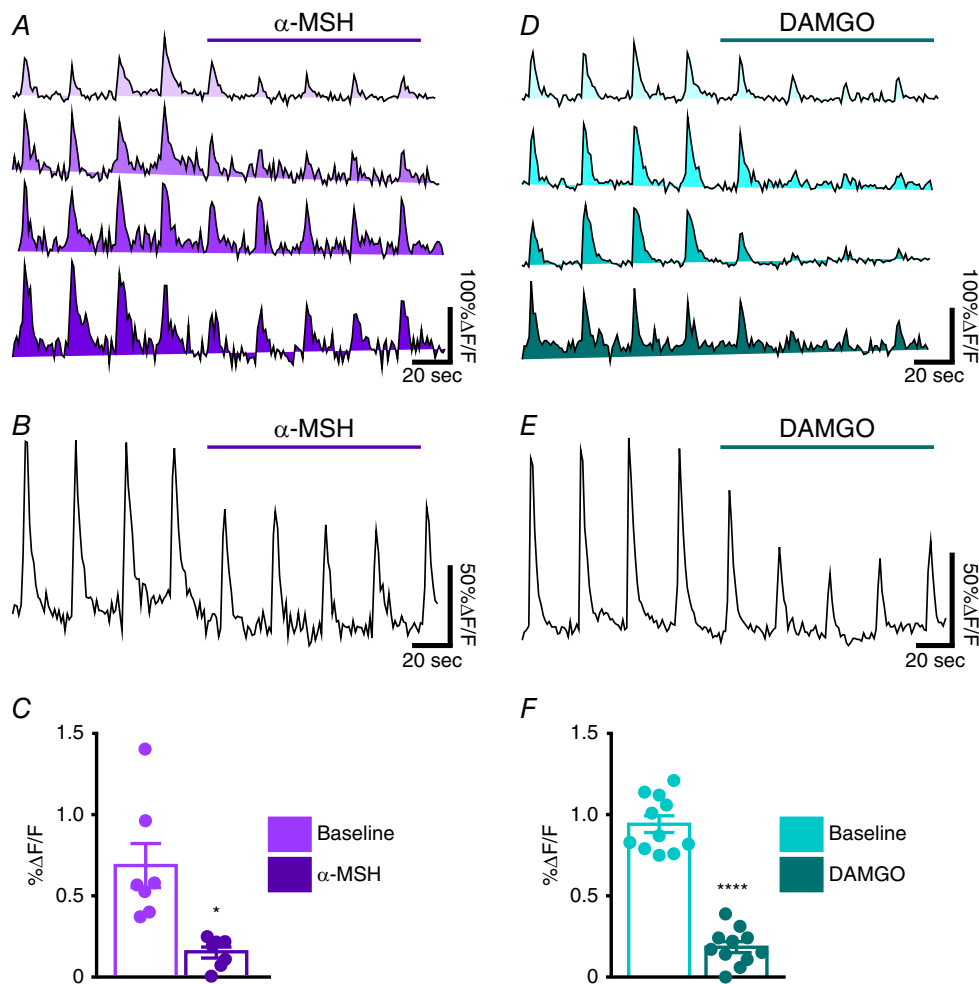 A
α-MSH
100%ΔF/F
20 sec
B
α-MSH
50%ΔF/F
20 sec
C
%ΔF/F
1.5
1.0
0.5
0
*
Baseline
α-MSH
D
DAMGO
100%ΔF/F
20 sec
E
DAMGO
50%ΔF/F
20 sec
F
%ΔF/F
1.5
1.0
0.5
0
****
Baseline
DAMGO